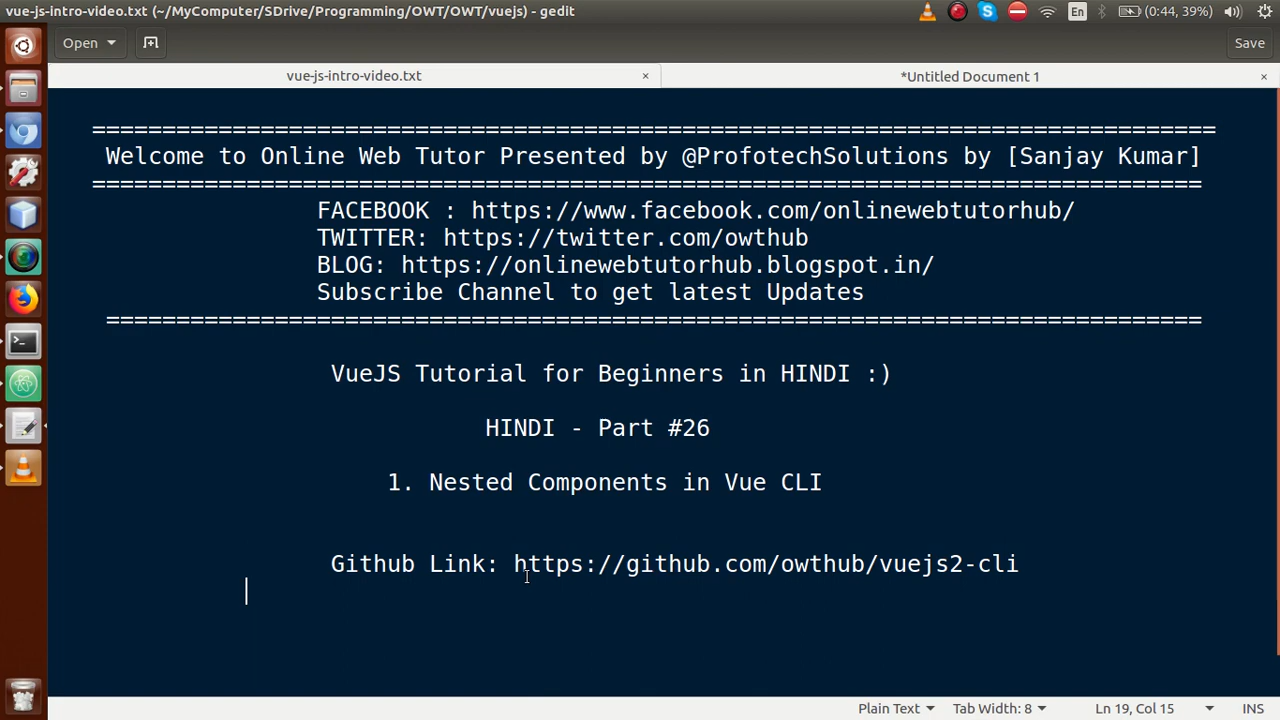 vue-js-intro-video.txt (~/MyComputer/SDrive/Programming/OWT/OWT/vuejs) - gedit
En
(0:44, 39%)
Open
Save
vue-js-intro-video.txt ×
*Untitled Document 1 ×
================================================================================
Welcome to Online Web Tutor Presented by @ProfotechSolutions by [Sanjay Kumar]
===============================================================================
FACEBOOK : https://www.facebook.com/onlinewebtutorhub/
TWITTER: https://twitter.com/owthub
BLOG: https://onlinewebtutorhub.blogspot.in/
Subscribe Channel to get latest Updates
==============================================================================
VueJS Tutorial for Beginners in HINDI :)
HINDI - Part #26
1. Nested Components in Vue CLI
Github Link: https://github.com/owthub/vuejs2-cli
Plain Text
Tab Width: 8
Ln 19, Col 15
INS